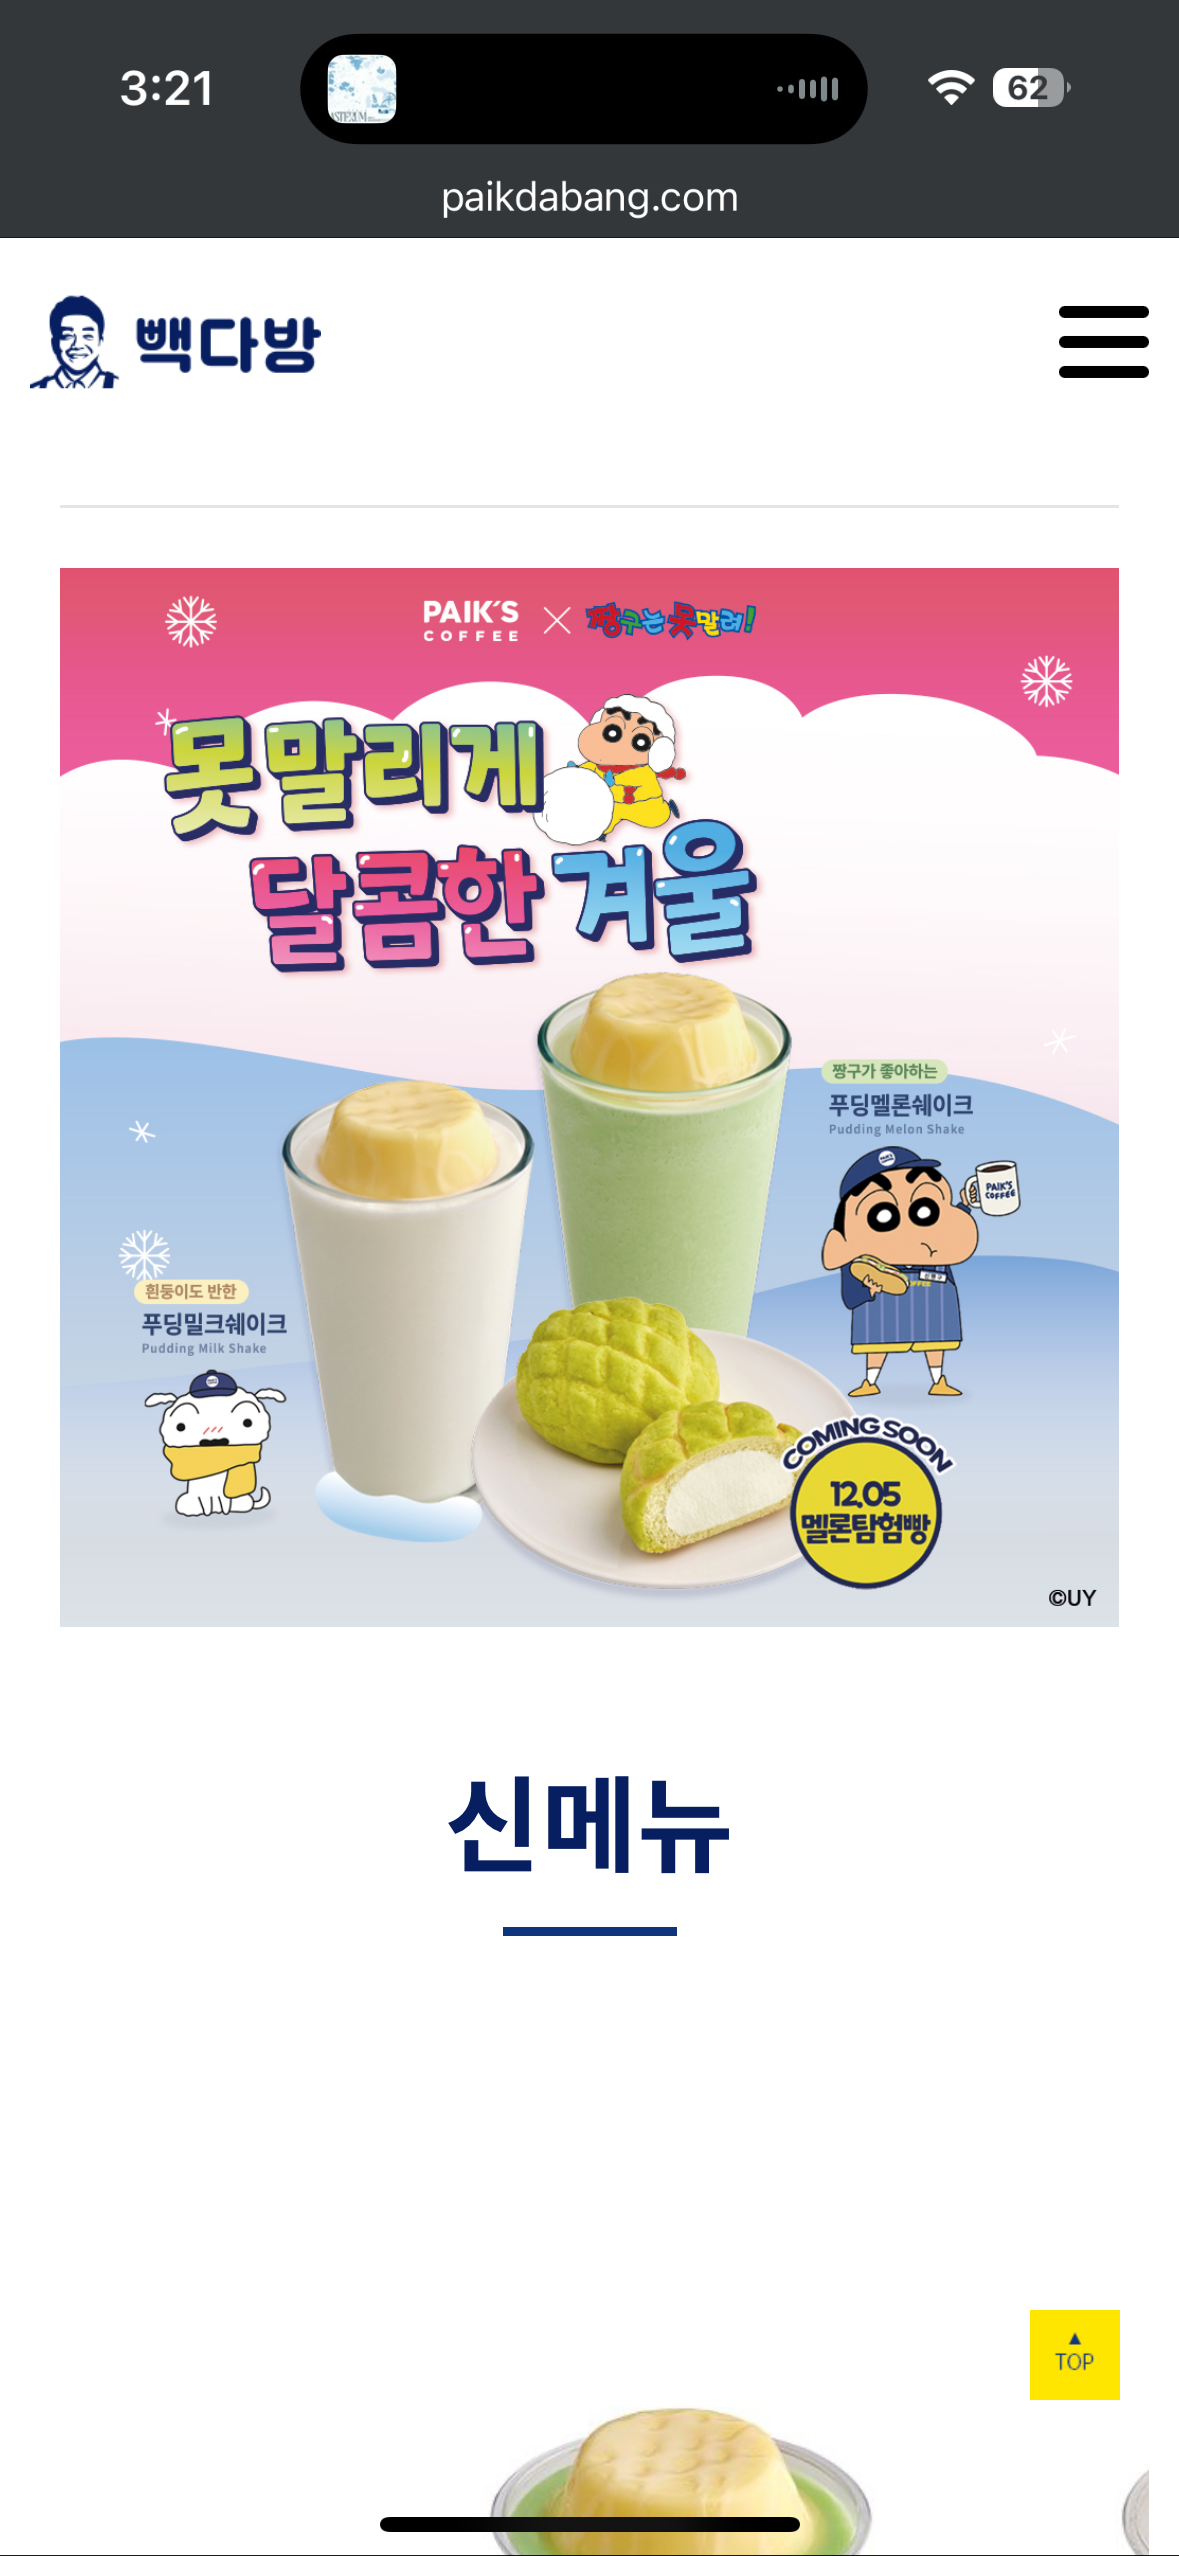 3:21
62
paikdabang.com
빽다방
PAIK'S
COFFEE
짱구는 못말려!
못말리게
달콤한 겨울
짱구가 좋아하는
푸딩멜론쉐이크
Pudding Melon Shake
PAIK'S
COFFEE
흰둥이도 반한
푸딩밀크쉐이크
Pudding Milk Shake
COMING SOON
12.05
멜론탐험빵
©UY
신메뉴
▲
TOP